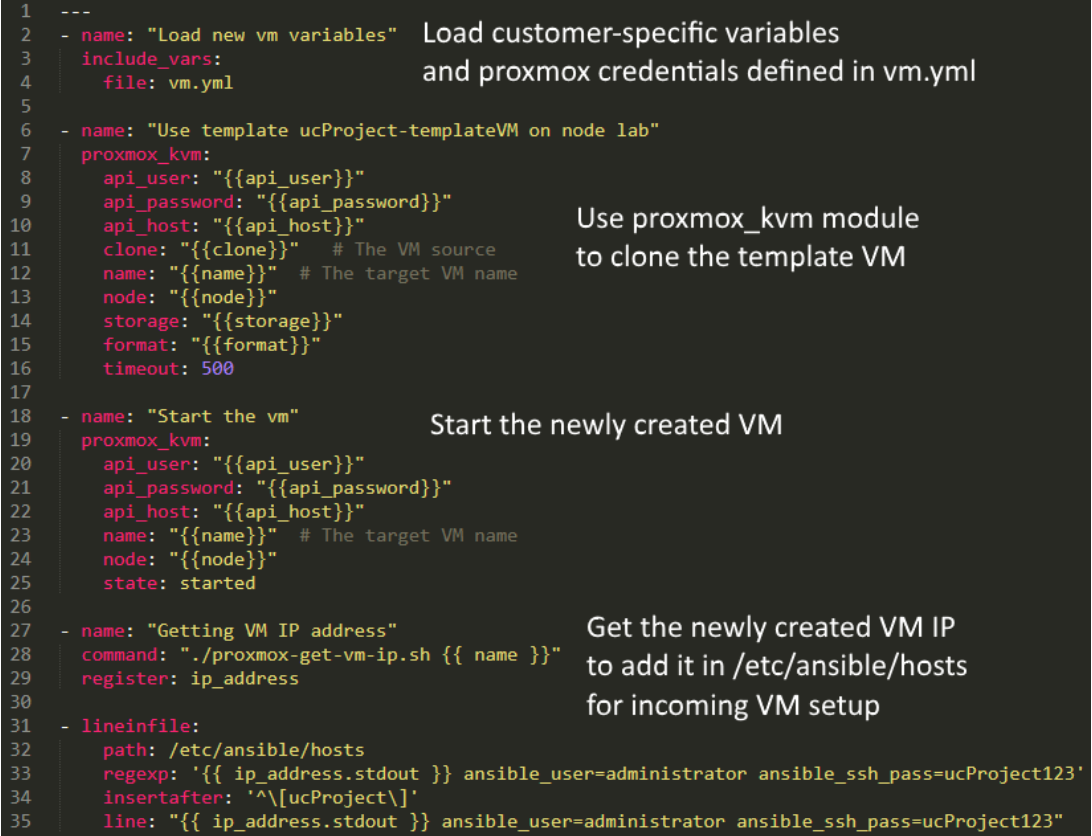 1 ---
2 - name: "Load new vm variables"
Load customer-specific variables
3 include_vars:
and proxmox credentials defined in vm.yml
4 file: vm.yml
5
6 - name: "Use template ucProject-templateVM on node lab"
7 proxmox_kvm:
8 api_user: "{{api_user}}"
9 api_password: "{{api_password}}"
10 api_host: "{{api_host}}"
Use proxmox_kvm module
11 clone: "{{clone}}" # The VM source
to clone the template VM
12 name: "{{name}}" # The target VM name
13 node: "{{node}}"
14 storage: "{{storage}}"
15 format: "{{format}}"
16 timeout: 500
17
18 - name: "Start the vm"
Start the newly created VM
19 proxmox_kvm:
20 api_user: "{{api_user}}"
21 api_password: "{{api_password}}"
22 api_host: "{{api_host}}"
23 name: "{{name}}" # The target VM name
24 node: "{{node}}"
25 state: started
26
27 - name: "Getting VM IP address"
Get the newly created VM IP
28 command: "./proxmox-get-vm-ip.sh {{ name }}"
to add it in /etc/ansible/hosts
29 register: ip_address
for incoming VM setup
30
31 - lineinfile:
32 path: /etc/ansible/hosts
33 regexp: '{{ ip_address.stdout }} ansible_user=administrator ansible_ssh_pass=ucProject123'
34 insertafter: '^\[ucProject\]'
35 line: "{{ ip_address.stdout }} ansible_user=administrator ansible_ssh_pass=ucProject123"